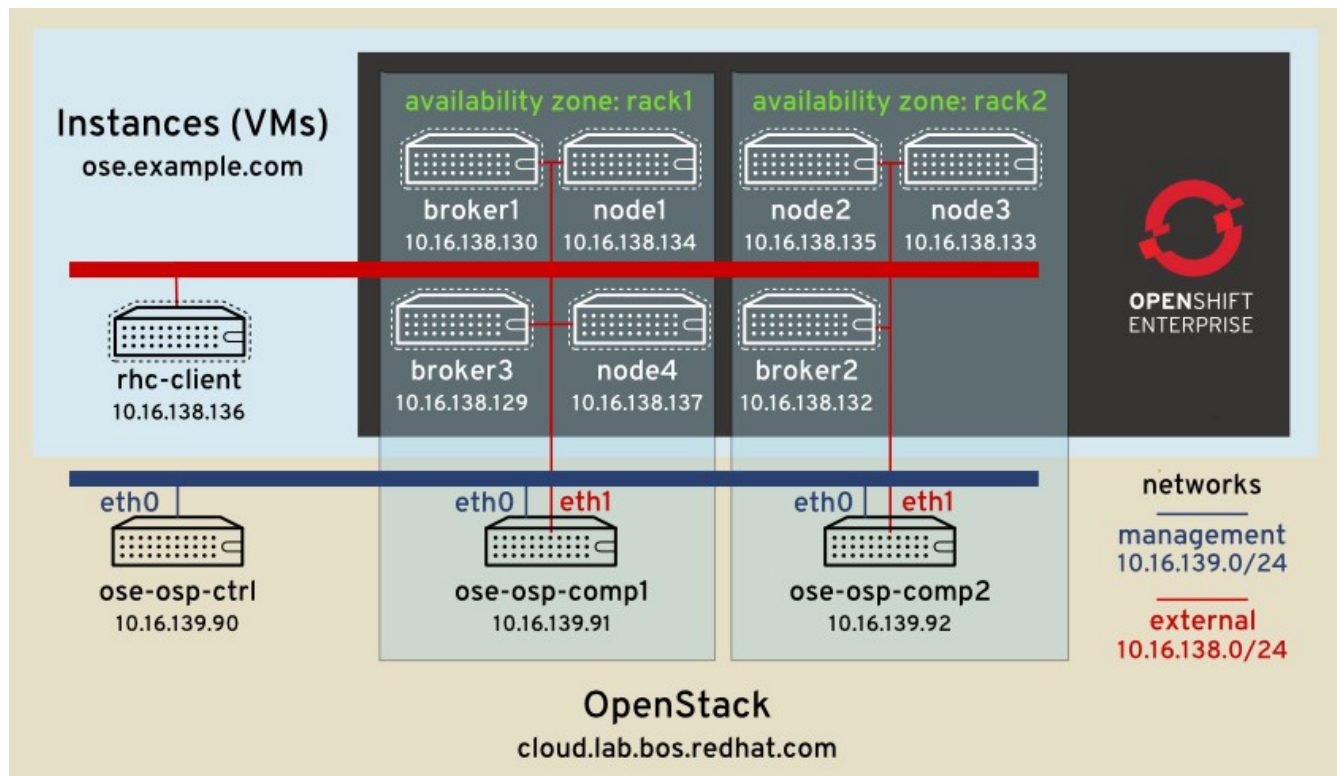 availability zone: rack1
availability zone: rack2
Instances (VMs)
ose.example.com
broker1
node1
node2
node3
10.16.138.130
10.16.138.134
10.16.138.135
10.16.138.133
OPENSHIFT
ENTERPRISE
rhc-client
10.16.138.136
broker3
node4
broker2
10.16.138.129
10.16.138.137
10.16.138.132
eth0
eth0
eth1
eth0
eth1
ose-osp-ctrl
10.16.139.90
ose-osp-comp1
10.16.139.91
ose-osp-comp2
10.16.139.92
networks
management
10.16.139.0/24
external
10.16.138.0/24
OpenStack
cloud.lab.bos.redhat.com